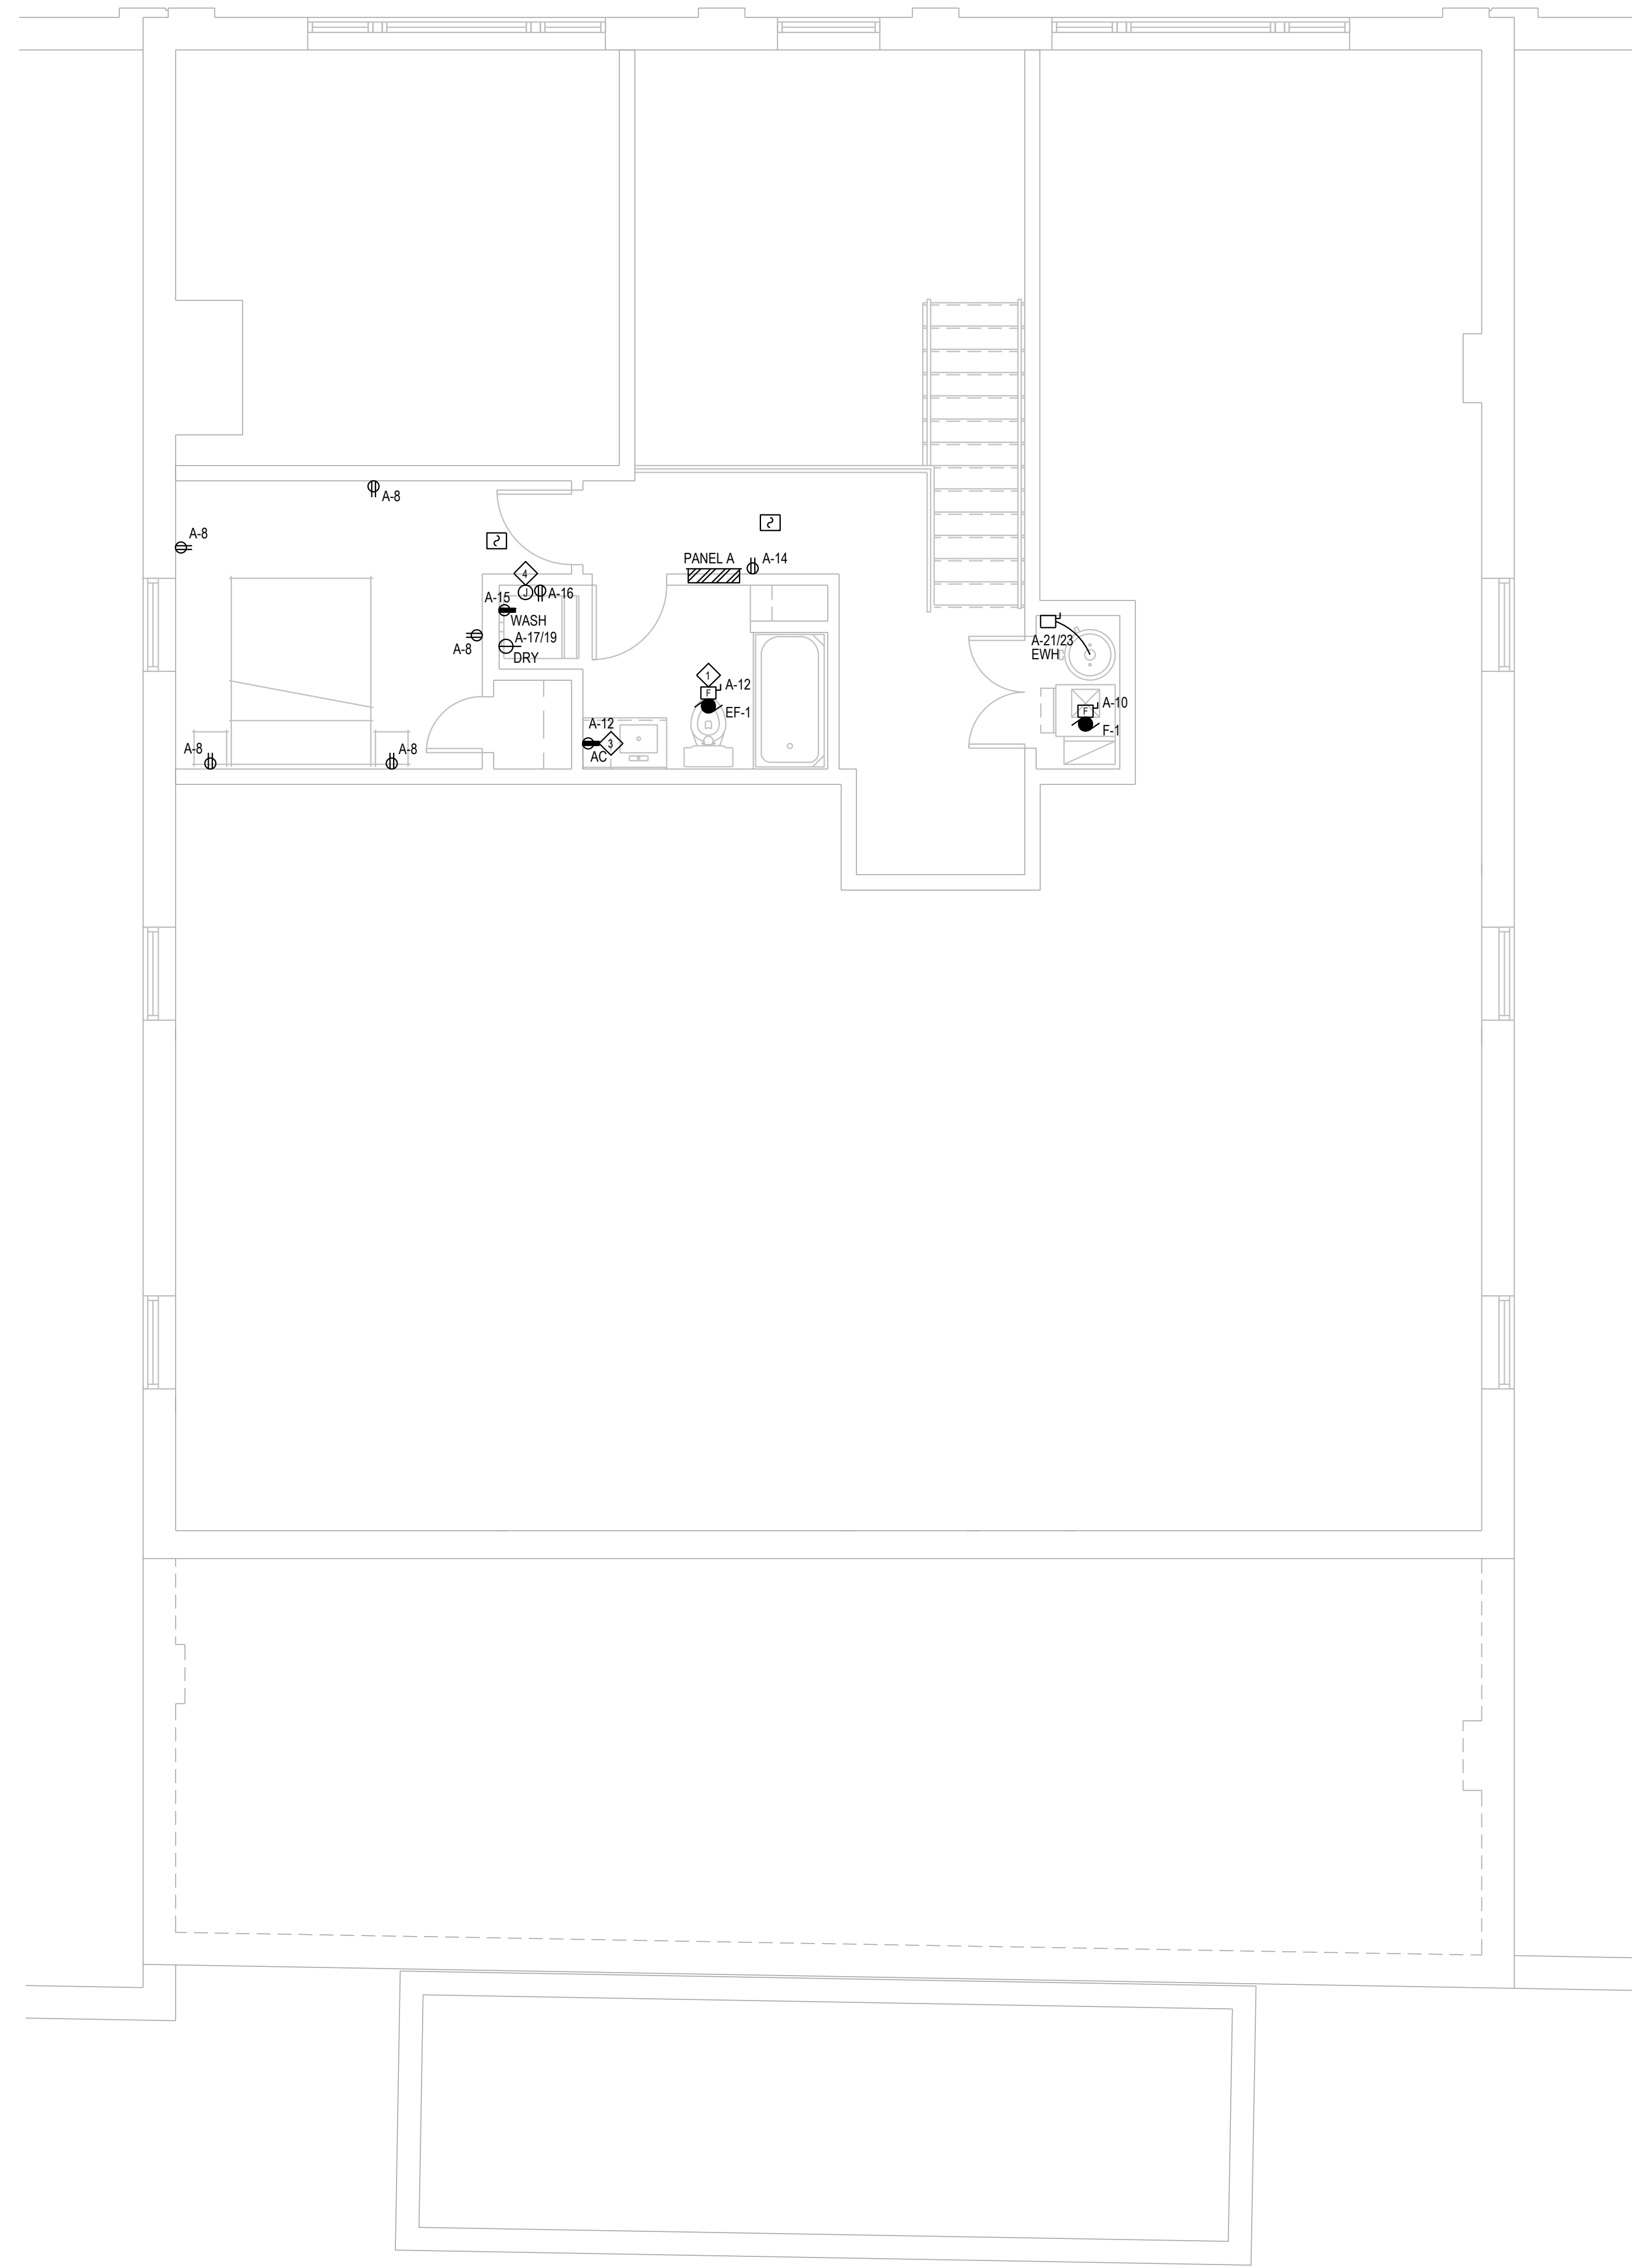 A-8
A-8
PANEL A
A-14
4
J
A-15
A-16
WASH
A-17/19
A-8
DRY
A-21/23
EWH
1
F
A-12
EF-1
F
A-10
F-1
A-12
3
AC
A-8
A-8